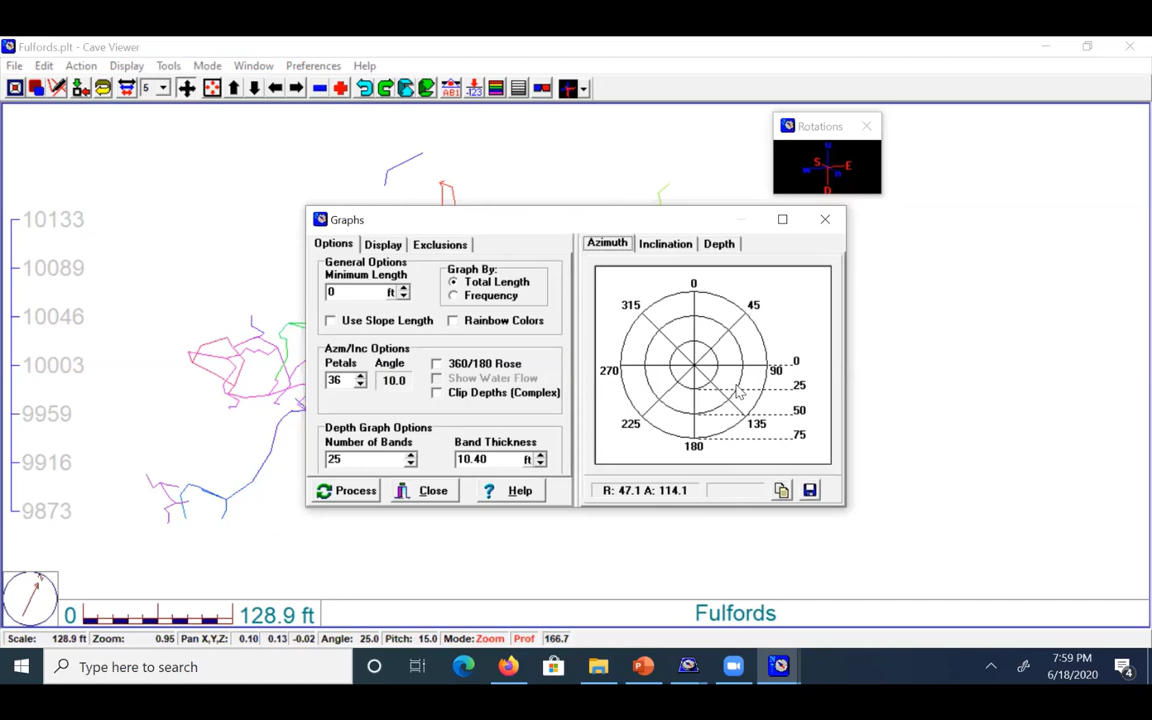 Fulfords.plt - Cave Viewer
File Edit Action Display Tools Mode Window Preferences Help
5
AB1
-123
Rotations
U
S E
W n
D
10133
10089
10046
10003
9959
9916
9873
Graphs
Options Display Exclusions
General Options
Minimum Length
0 ft
Graph By:
Total Length
Frequency
Use Slope Length
Rainbow Colors
Azm/Inc Options
Petals Angle
36 10.0
360/180 Rose
Show Water Flow
Clip Depths (Complex)
Depth Graph Options
Number of Bands Band Thickness
25 10.40 ft
Process Close ? Help
Azimuth Inclination Depth
0
315 45
270 90 0
25
50
225 135
75
180
R: 47.1 A: 114.1
0 128.9 ft Fulfords
Scale: 128.9 ft Zoom: 0.95 Pan X,Y,Z: 0.10 0.13 -0.02 Angle: 25.0 Pitch: 15.0 Mode: Zoom Prof 166.7
Type here to search
7:59 PM
6/18/2020
4